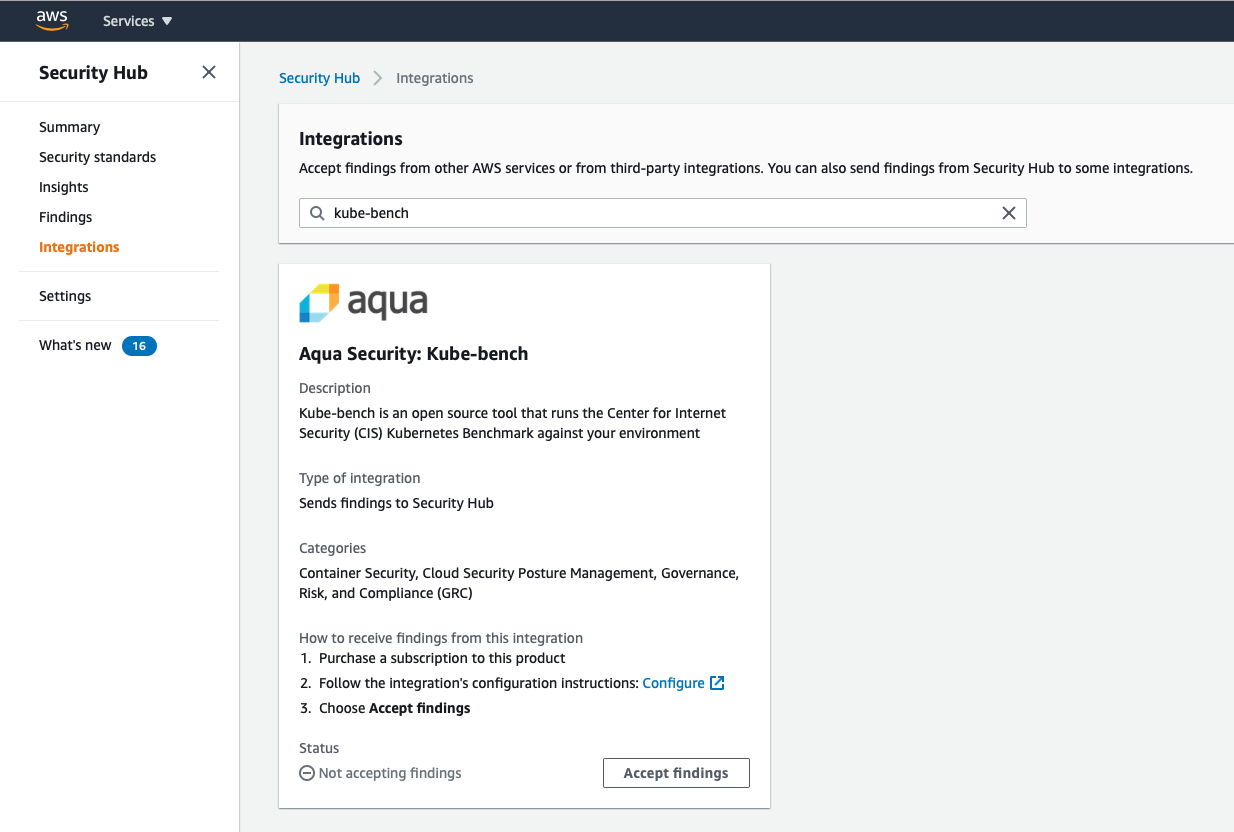 aws
Services
Security Hub
Summary
Security standards
Insights
Findings
Integrations
Settings
What's new 16
Security Hub Integrations
Integrations
Accept findings from other AWS services or from third-party integrations. You can also send findings from Security Hub to some integrations.
kube-bench
aqua
Aqua Security: Kube-bench
Description
Kube-bench is an open source tool that runs the Center for Internet
Security (CIS) Kubernetes Benchmark against your environment
Type of integration
Sends findings to Security Hub
Categories
Container Security, Cloud Security Posture Management, Governance,
Risk, and Compliance (GRC)
How to receive findings from this integration
1. Purchase a subscription to this product
2. Follow the integration's configuration instructions: Configure
3. Choose Accept findings
Status
Not accepting findings
Accept findings